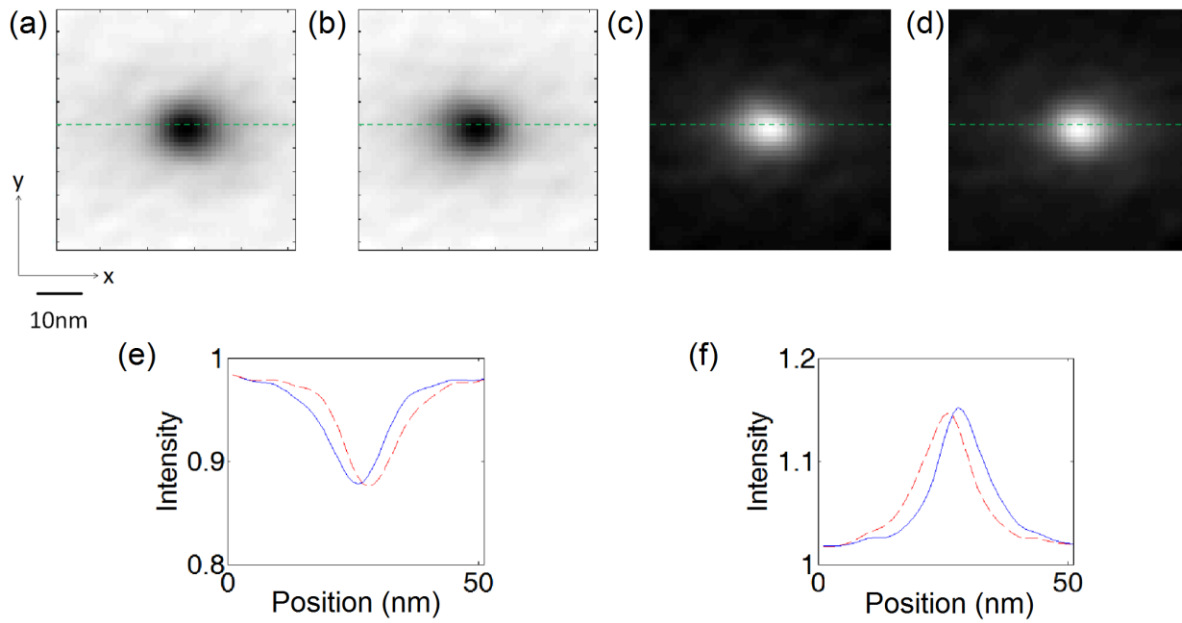 (a)
(b)
(c)
(d)
y
x
10nm
(e)
1
0.9
0.8
Intensity
0
50
Position (nm)
(f)
1.2
1.1
1
Intensity
0
50
Position (nm)